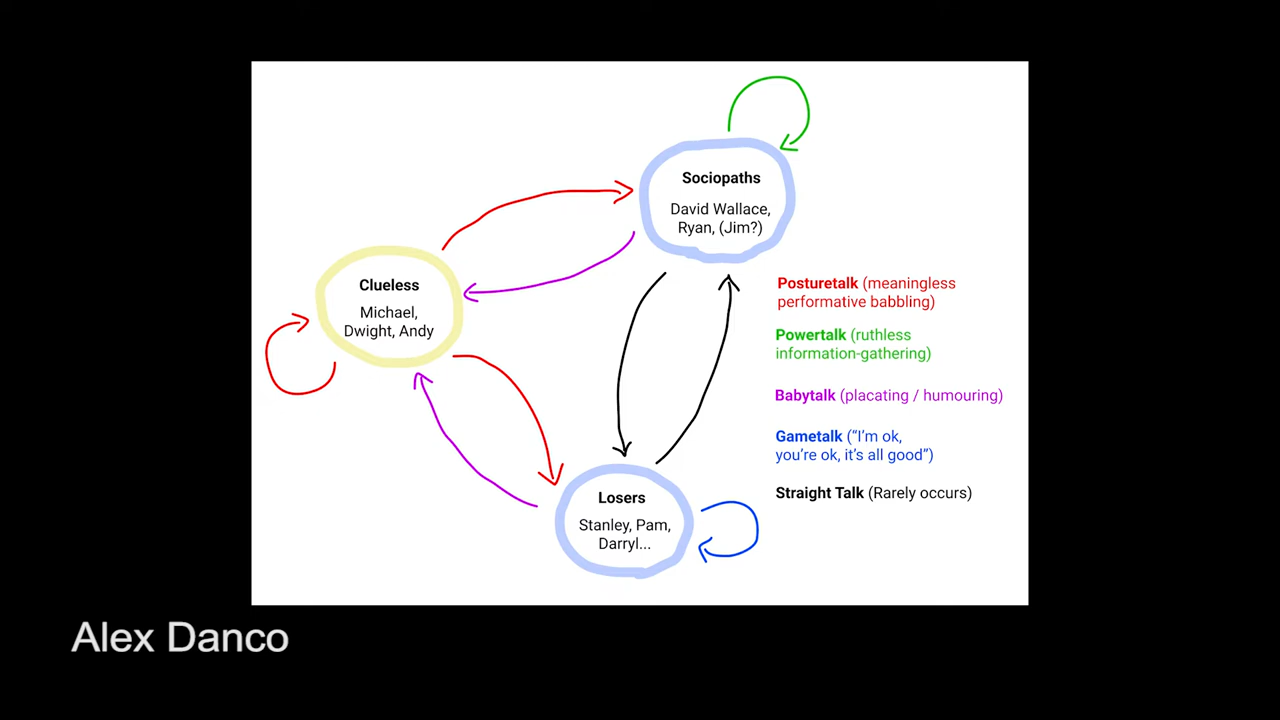 Sociopaths
David Wallace,
Ryan, (Jim?)
Clueless
Michael,
Dwight, Andy
Losers
Stanley, Pam,
Darryl...
Posturetalk (meaningless
performative babbling)
Powertalk (ruthless
information-gathering)
Babytalk (placating / humouring)
Gametalk (“I’m ok,
you’re ok, it’s all good”)
Straight Talk (Rarely occurs)
Alex Danco